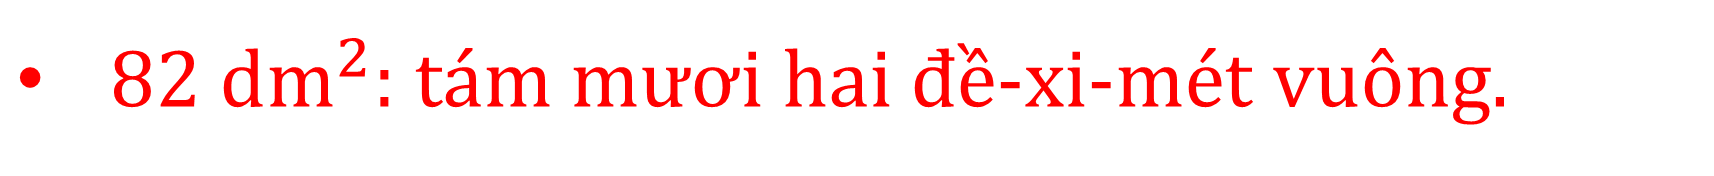 • 82 dm²: tám mươi hai đề-xi-mét vuông.